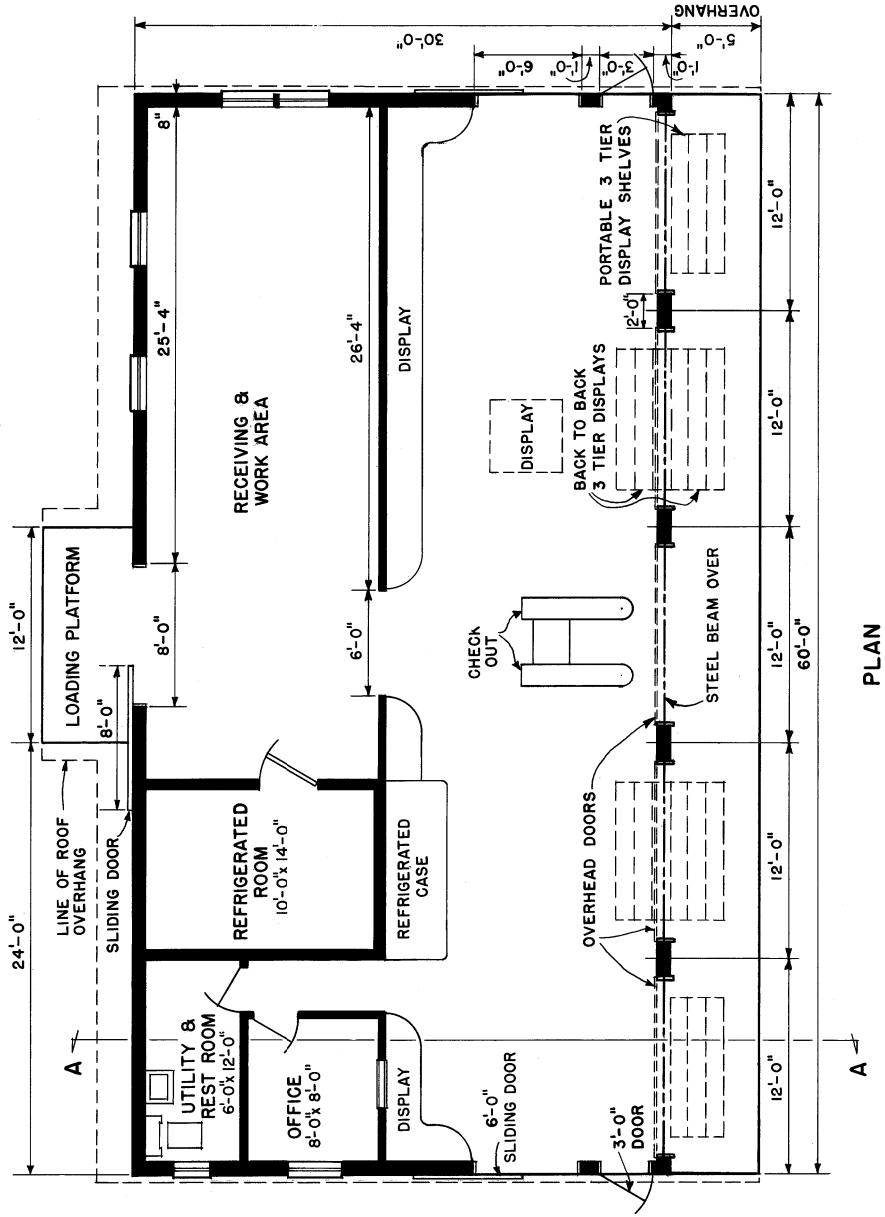 24'-0"
12'-0"
LINE OF ROOF
OVERHANG
SLIDING DOOR
8'-0"
LOADING PLATFORM
8'-0"
25'-4"
8"
30'-0"
A
UTILITY &
REST ROOM
6'-0" X 12'-0"
OFFICE
8'-0" X 8'-0"
REFRIGERATED
ROOM
10'-0" X 14'-0"
RECEIVING &
WORK AREA
6'-0"
26'-4"
DISPLAY
REFRIGERATED
CASE
DISPLAY
6'-0"
SLIDING DOOR
CHECK
OUT
DISPLAY
6'-0"
1'-0"
3'-0"
1'-0"
3'-0"
DOOR
OVERHEAD DOORS
STEEL BEAM OVER
BACK TO BACK
3 TIER DISPLAYS
2'-0"
PORTABLE 3 TIER
DISPLAY SHELVES
5'-0"
OVERHANG
12'-0"
12'-0"
12'-0"
12'-0"
12'-0"
60'-0"
A
PLAN